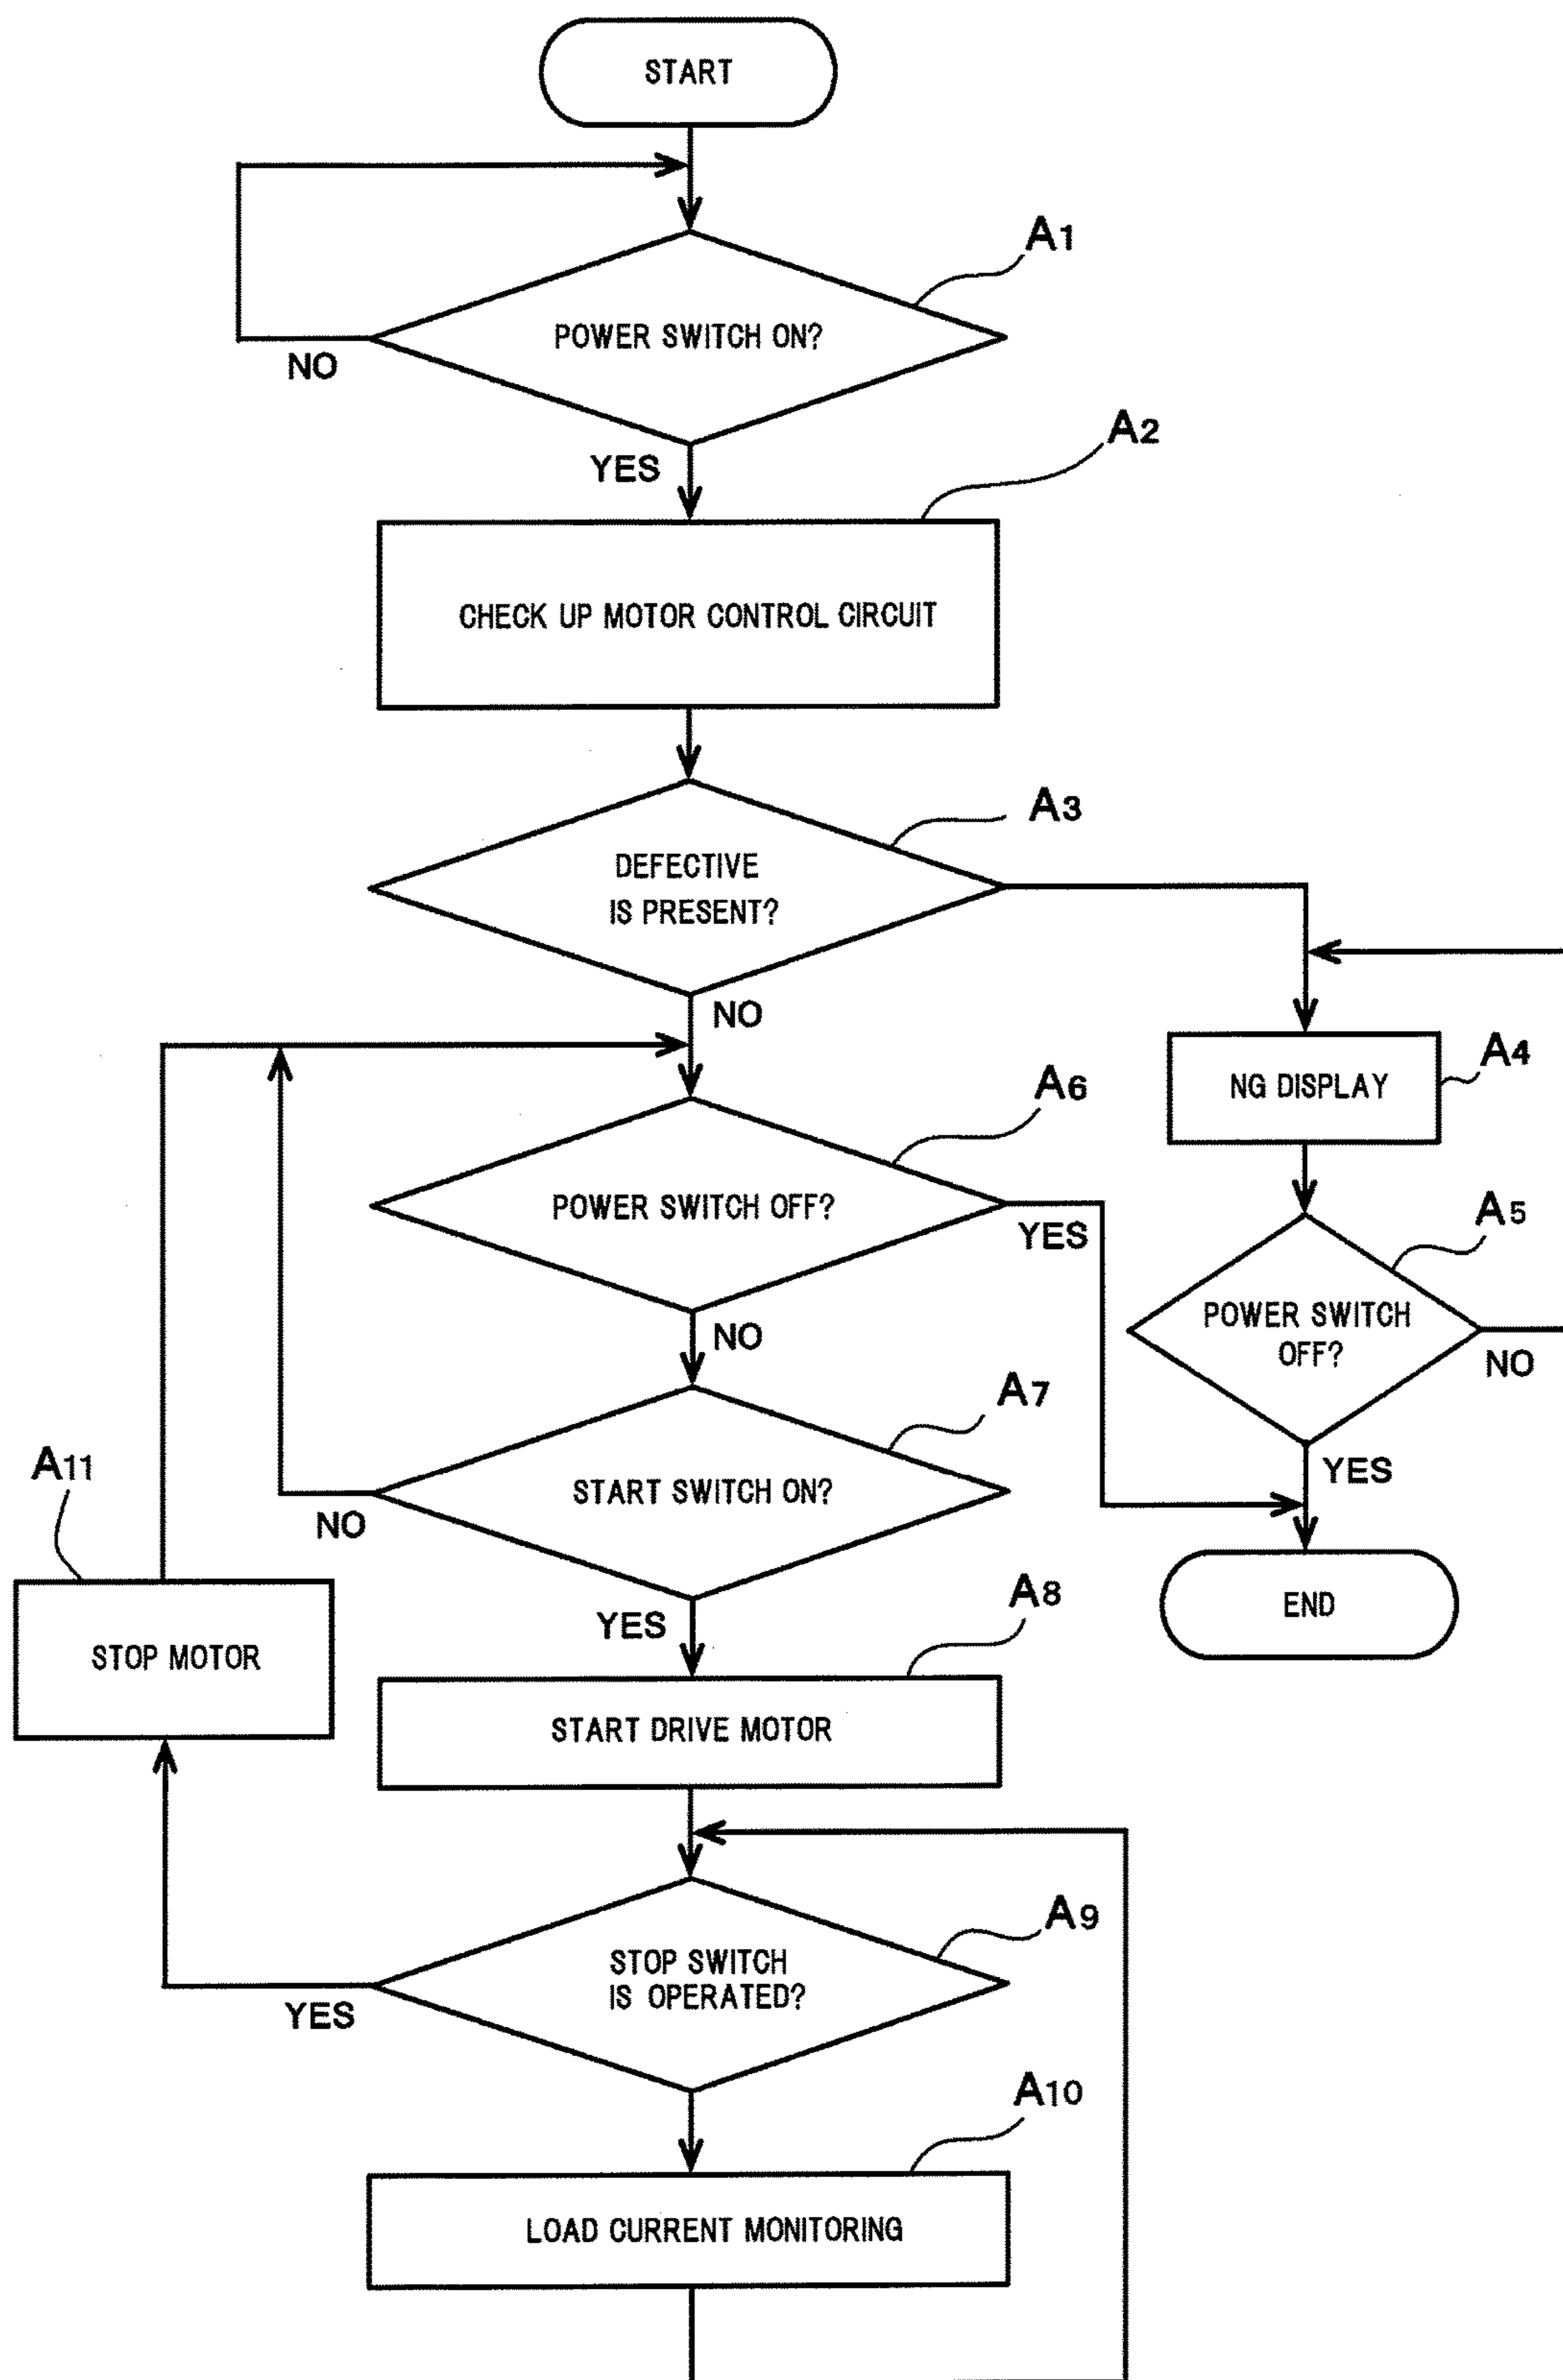 START
A1
POWER SWITCH ON?
NO
YES
A2
CHECK UP MOTOR CONTROL CIRCUIT
A3
DEFECTIVE
IS PRESENT?
NO
A4
NG DISPLAY
A6
POWER SWITCH OFF?
YES
NO
A5
POWER SWITCH
OFF?
NO
YES
A7
START SWITCH ON?
NO
YES
END
A11
STOP MOTOR
A8
START DRIVE MOTOR
A9
STOP SWITCH
IS OPERATED?
YES
A10
LOAD CURRENT MONITORING